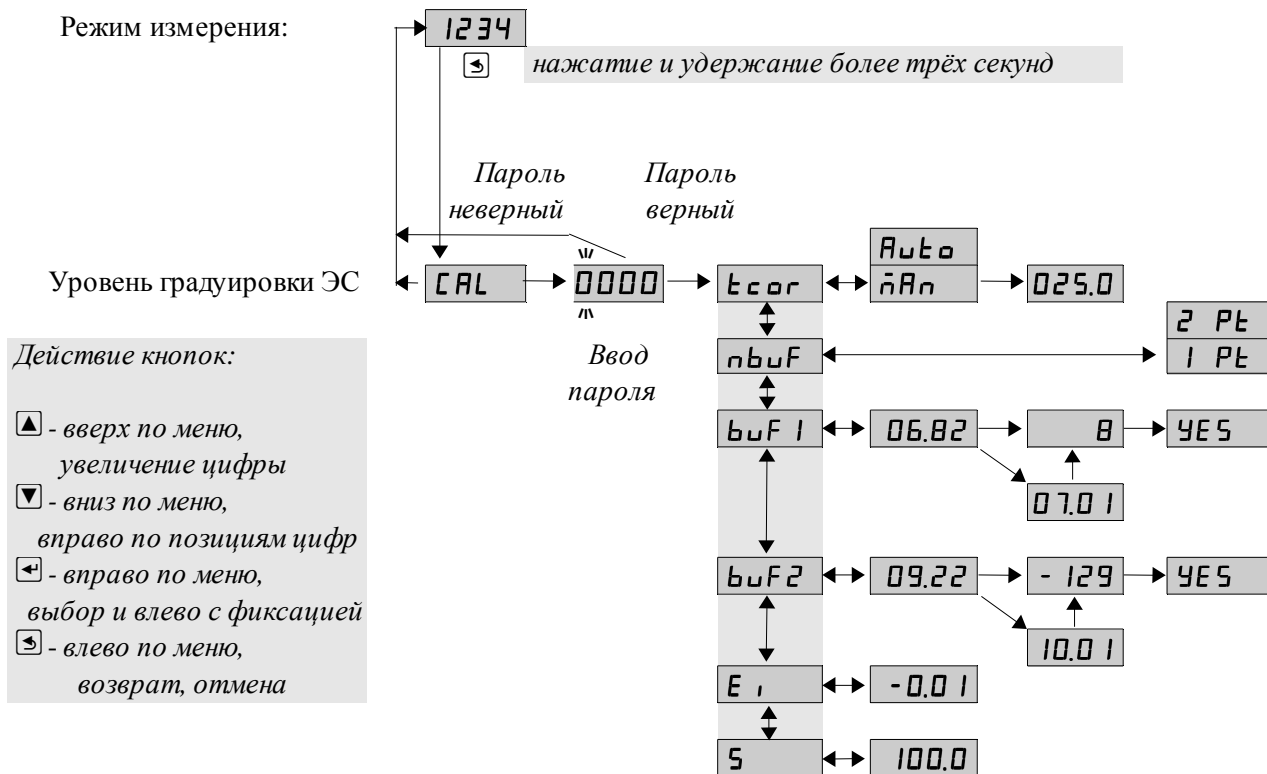 Режим измерения:
1234
нажатие и удержание более трёх секунд
Пароль
неверный
Пароль
верный
Уровень градуировки ЭС
CAL
0000
tcor
Auto
n̄An
025.0
Ввод
пароля
nbuF
2 Pt
1 Pt
buF1
06.82
8
YES
07.01
buF2
09.22
-129
YES
10.01
E ı
-0.01
S
100.0
Действие кнопок:
▲ - вверх по меню,
увеличение цифры
▼ - вниз по меню,
вправо по позициям цифр
- вправо по меню,
выбор и влево с фиксацией
- влево по меню,
возврат, отмена